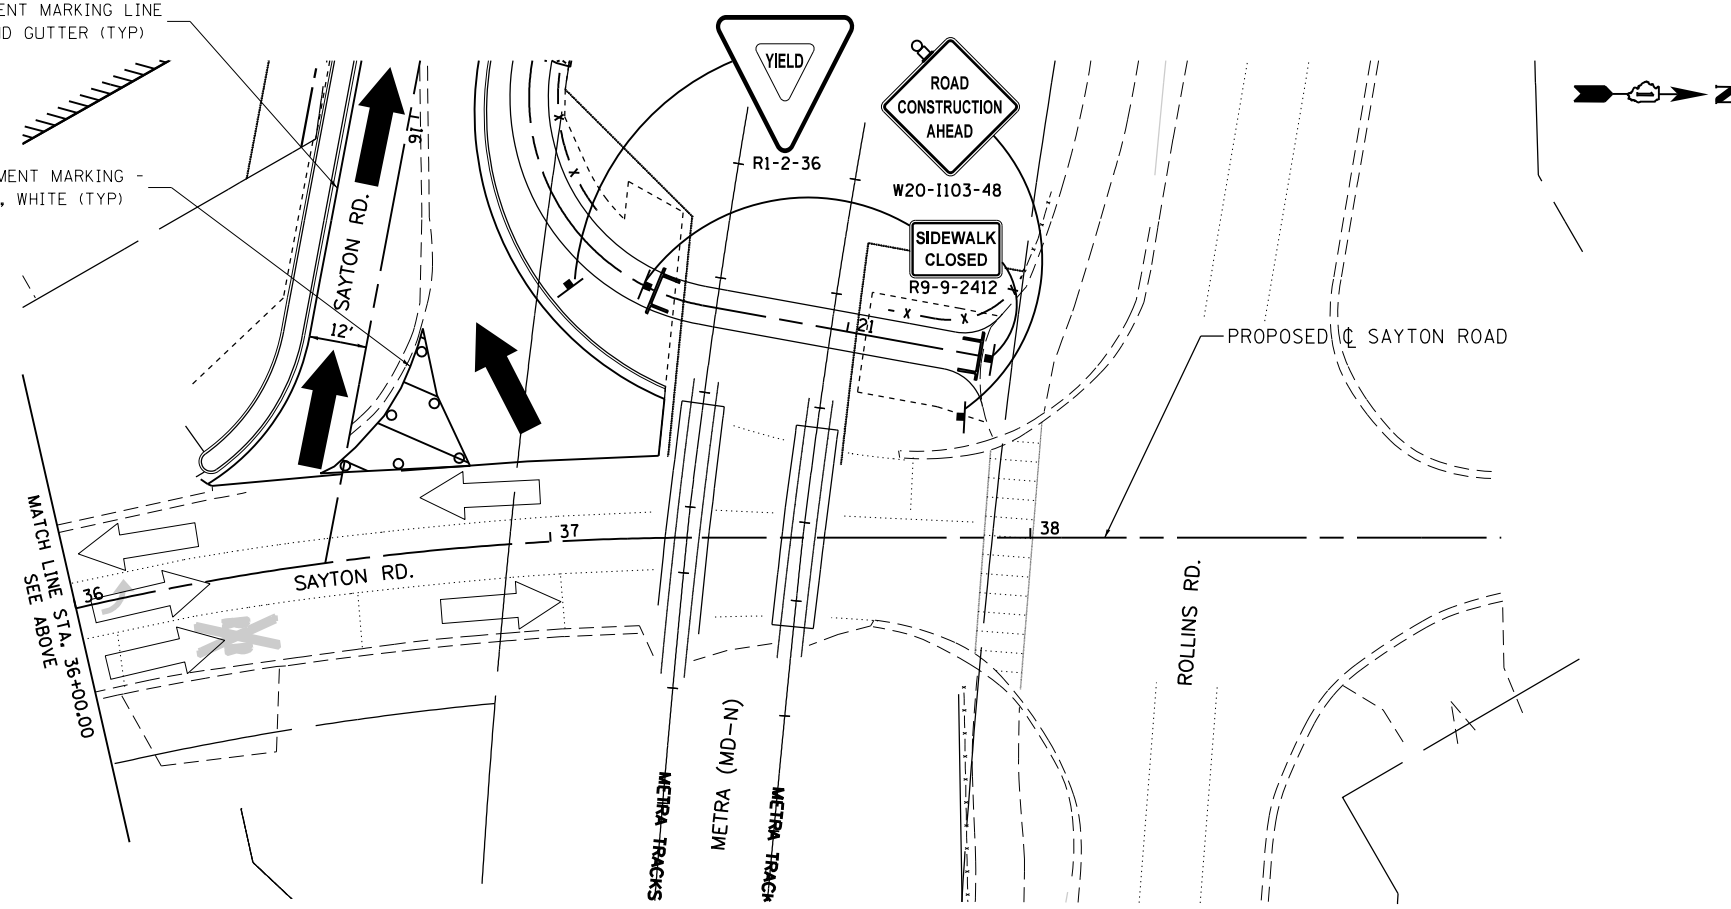 ENT MARKING LINE
ND GUTTER (TYP)
MENT MARKING -
, WHITE (TYP)
YIELD
R1-2-36
ROAD
CONSTRUCTION
AHEAD
W20-I103-48
SIDEWALK
CLOSED
R9-9-2412
N
116
SAYTON RD.
12'
21
PROPOSED ℄ SAYTON ROAD
37
38
36
SAYTON RD.
MATCH LINE STA. 36+00.00
SEE ABOVE
ROLLINS RD.
METRA TRACKS
METRA (MD-N)
METRA TRACK